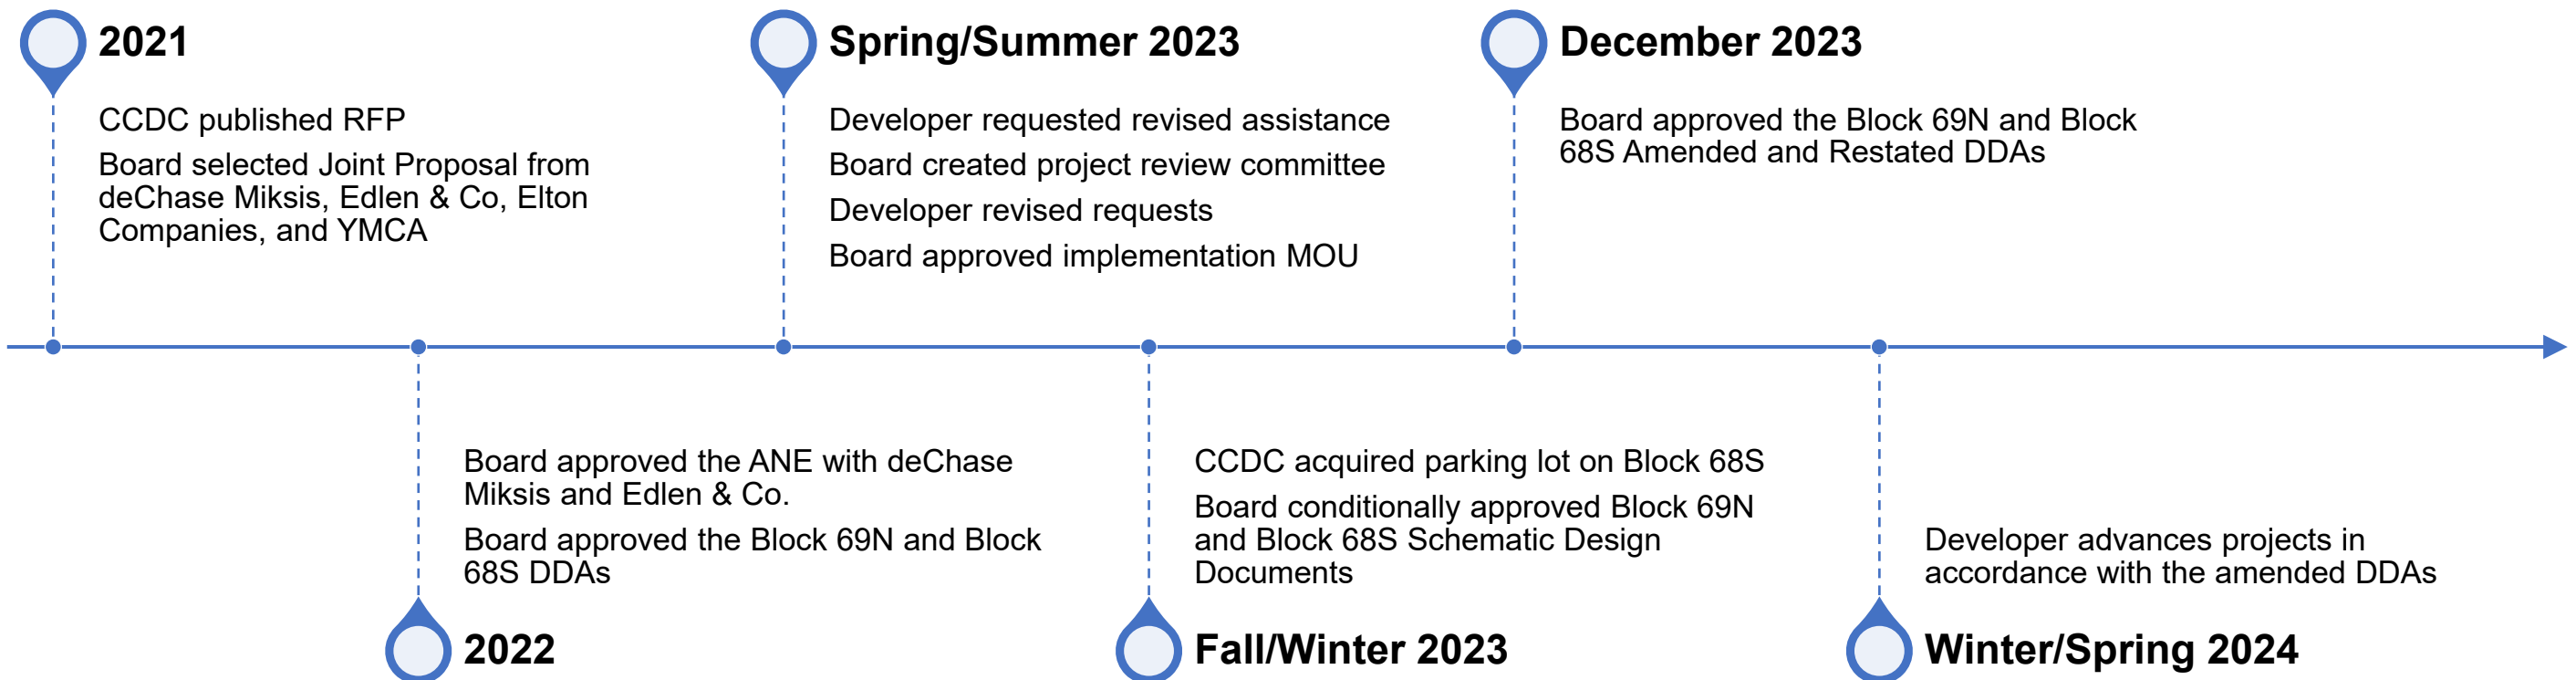 2021
CCDC published RFP
Board selected Joint Proposal from
deChase Miksis, Edlen & Co, Elton
Companies, and YMCA
Board approved the ANE with deChase
Miksis and Edlen & Co.
Board approved the Block 69N and Block
68S DDAs
2022
Spring/Summer 2023
Developer requested revised assistance
Board created project review committee
Developer revised requests
Board approved implementation MOU
CCDC acquired parking lot on Block 68S
Board conditionally approved Block 69N
and Block 68S Schematic Design
Documents
Fall/Winter 2023
December 2023
Board approved the Block 69N and Block
68S Amended and Restated DDAs
Developer advances projects in
accordance with the amended DDAs
Winter/Spring 2024